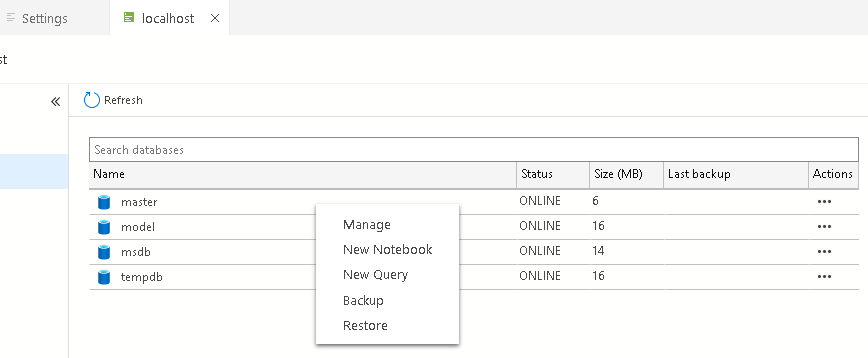 Settings
localhost
st
Refresh
Search databases
Name Status Size (MB) Last backup Actions
master ONLINE 6
model ONLINE 16
msdb ONLINE 14
tempdb ONLINE 16
Manage
New Notebook
New Query
Backup
Restore